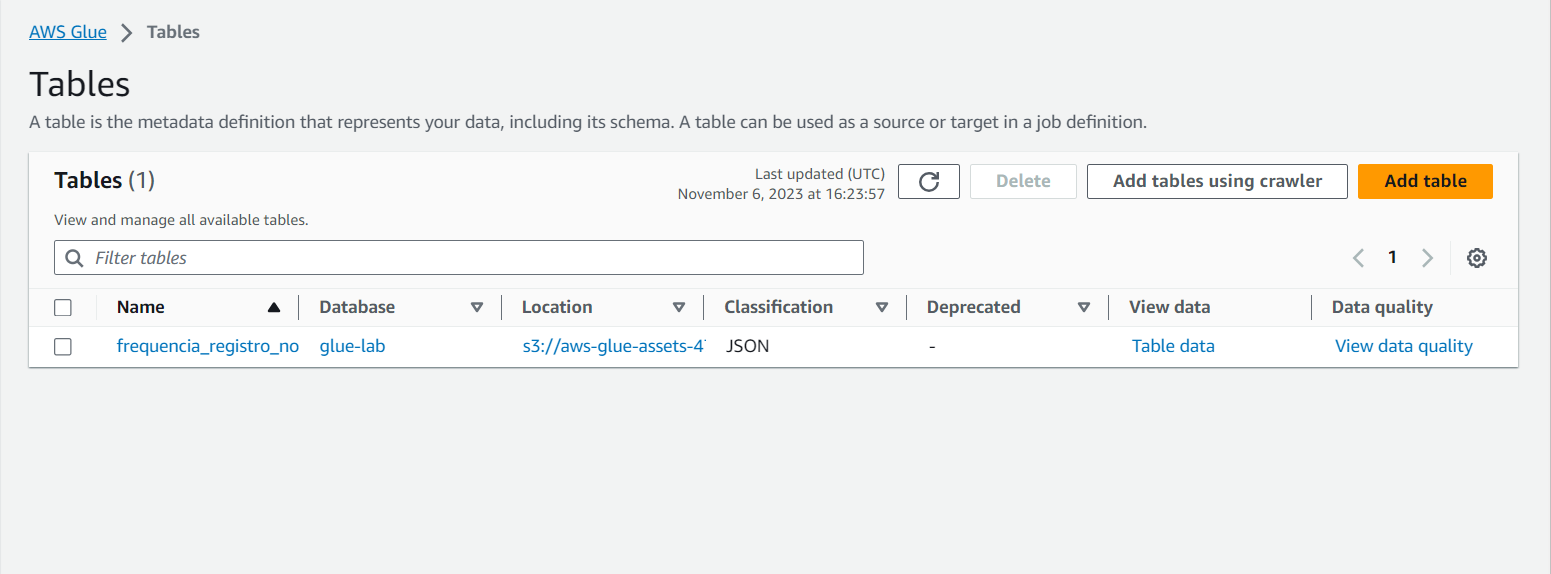 AWS Glue > Tables
Tables
A table is the metadata definition that represents your data, including its schema. A table can be used as a source or target in a job definition.
Tables (1)
Last updated (UTC)
November 6, 2023 at 16:23:57
Delete
Add tables using crawler
Add table
View and manage all available tables.
Filter tables
1
Name Database Location Classification Deprecated View data Data quality
frequencia_registro_no glue-lab s3://aws-glue-assets-4 JSON - Table data View data quality